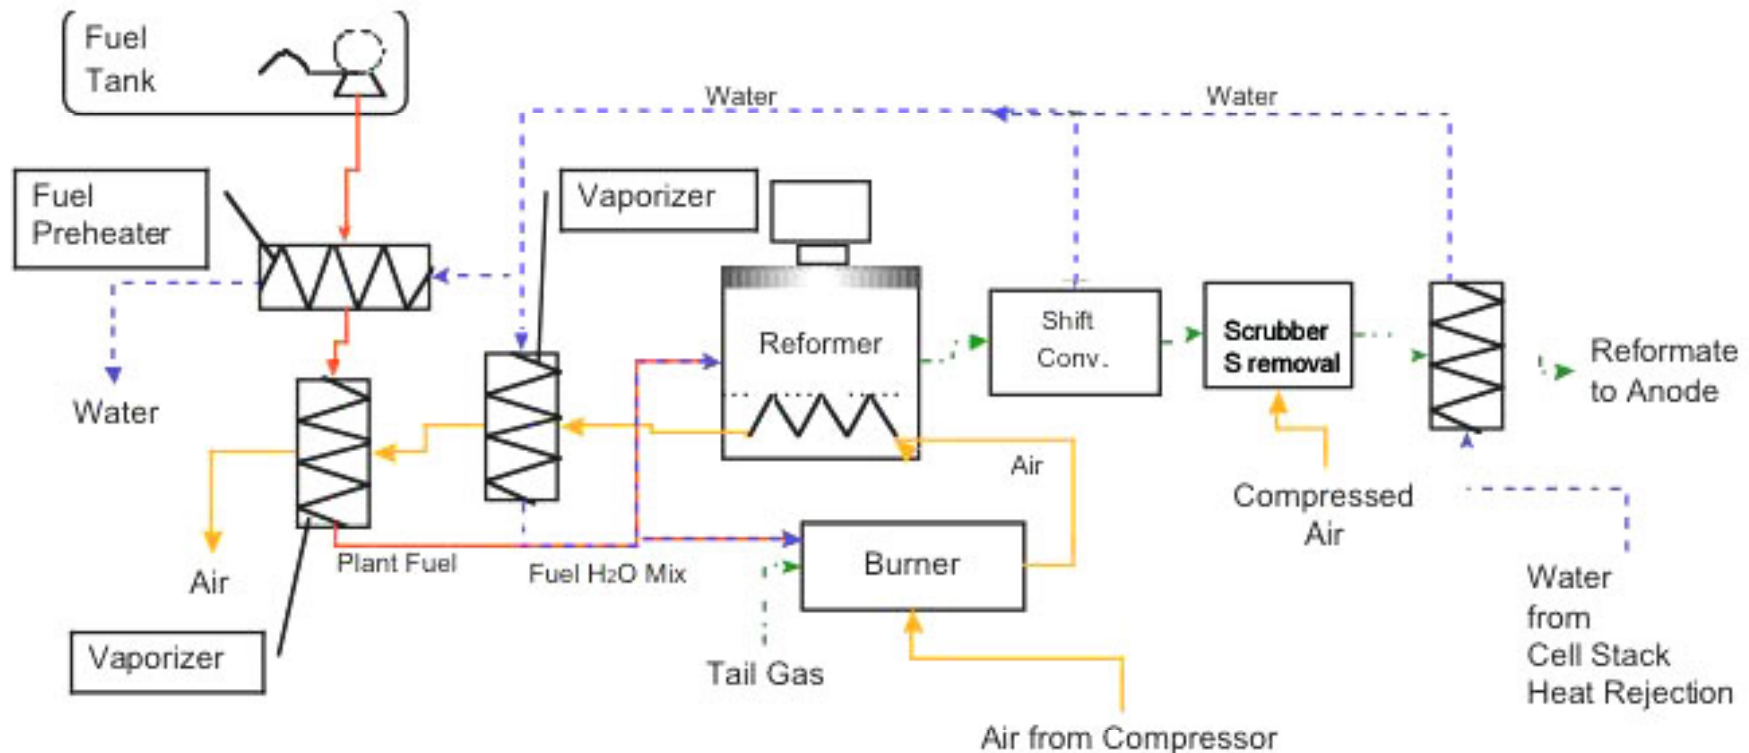 Fuel
Tank
Water
Water
Fuel
Preheater
Vaporizer
Reformer
Shift
Conv.
Scrubber
S removal
Reformate
to Anode
Water
Air
Compressed
Air
Plant Fuel
Fuel H2O Mix
Burner
Air
Vaporizer
Tail Gas
Water
from
Cell Stack
Heat Rejection
Air from Compressor